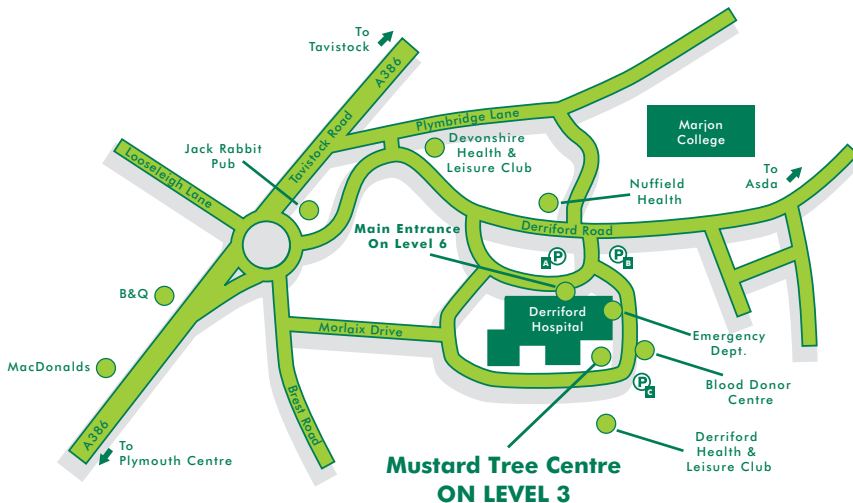 To
Tavistock
A386
Tavistock Road
Plymbridge Lane
Marjon
College
Devonshire
Health &
Leisure Club
Jack Rabbit
Pub
Looseleigh Lane
To
Asda
Nuffield
Health
Main Entrance
On Level 6
Derriford Road
P
A
P
B
B&Q
Derriford
Hospital
Morlaix Drive
Emergency
Dept.
MacDonalds
Blood Donor
Centre
P
C
Brest Road
A386
To
Plymouth Centre
Derriford
Health &
Leisure Club
Mustard Tree Centre
ON LEVEL 3